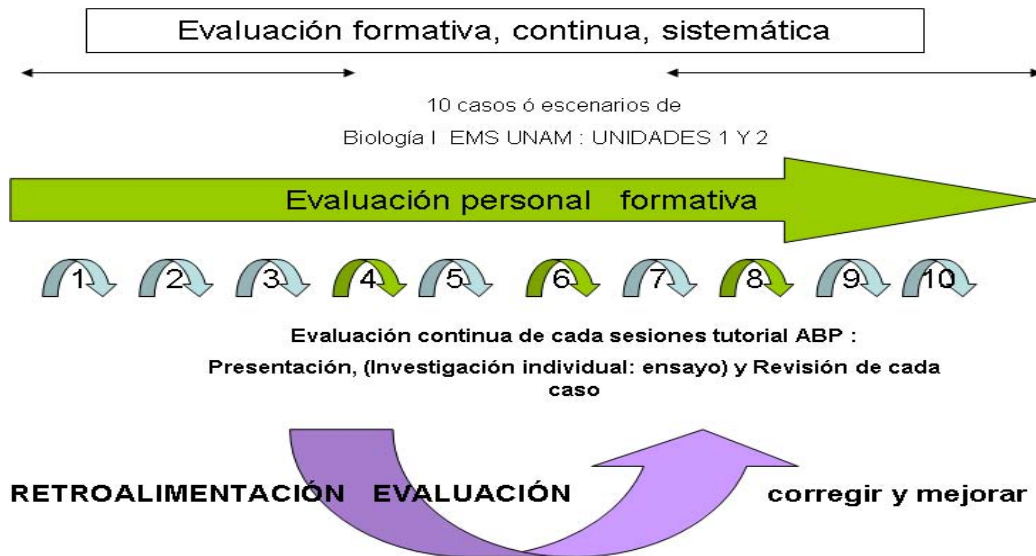 Evaluación formativa, continua, sistemática
10 casos ó escenarios de
Biología I EMS UNAM : UNIDADES 1 Y 2
Evaluación personal formativa
1 2 3 4 5 6 7 8 9 10
Evaluación continua de cada sesiones tutorial ABP :
Presentación, (Investigación individual: ensayo) y Revisión de cada
caso
RETROALIMENTACIÓN EVALUACIÓN corregir y mejorar